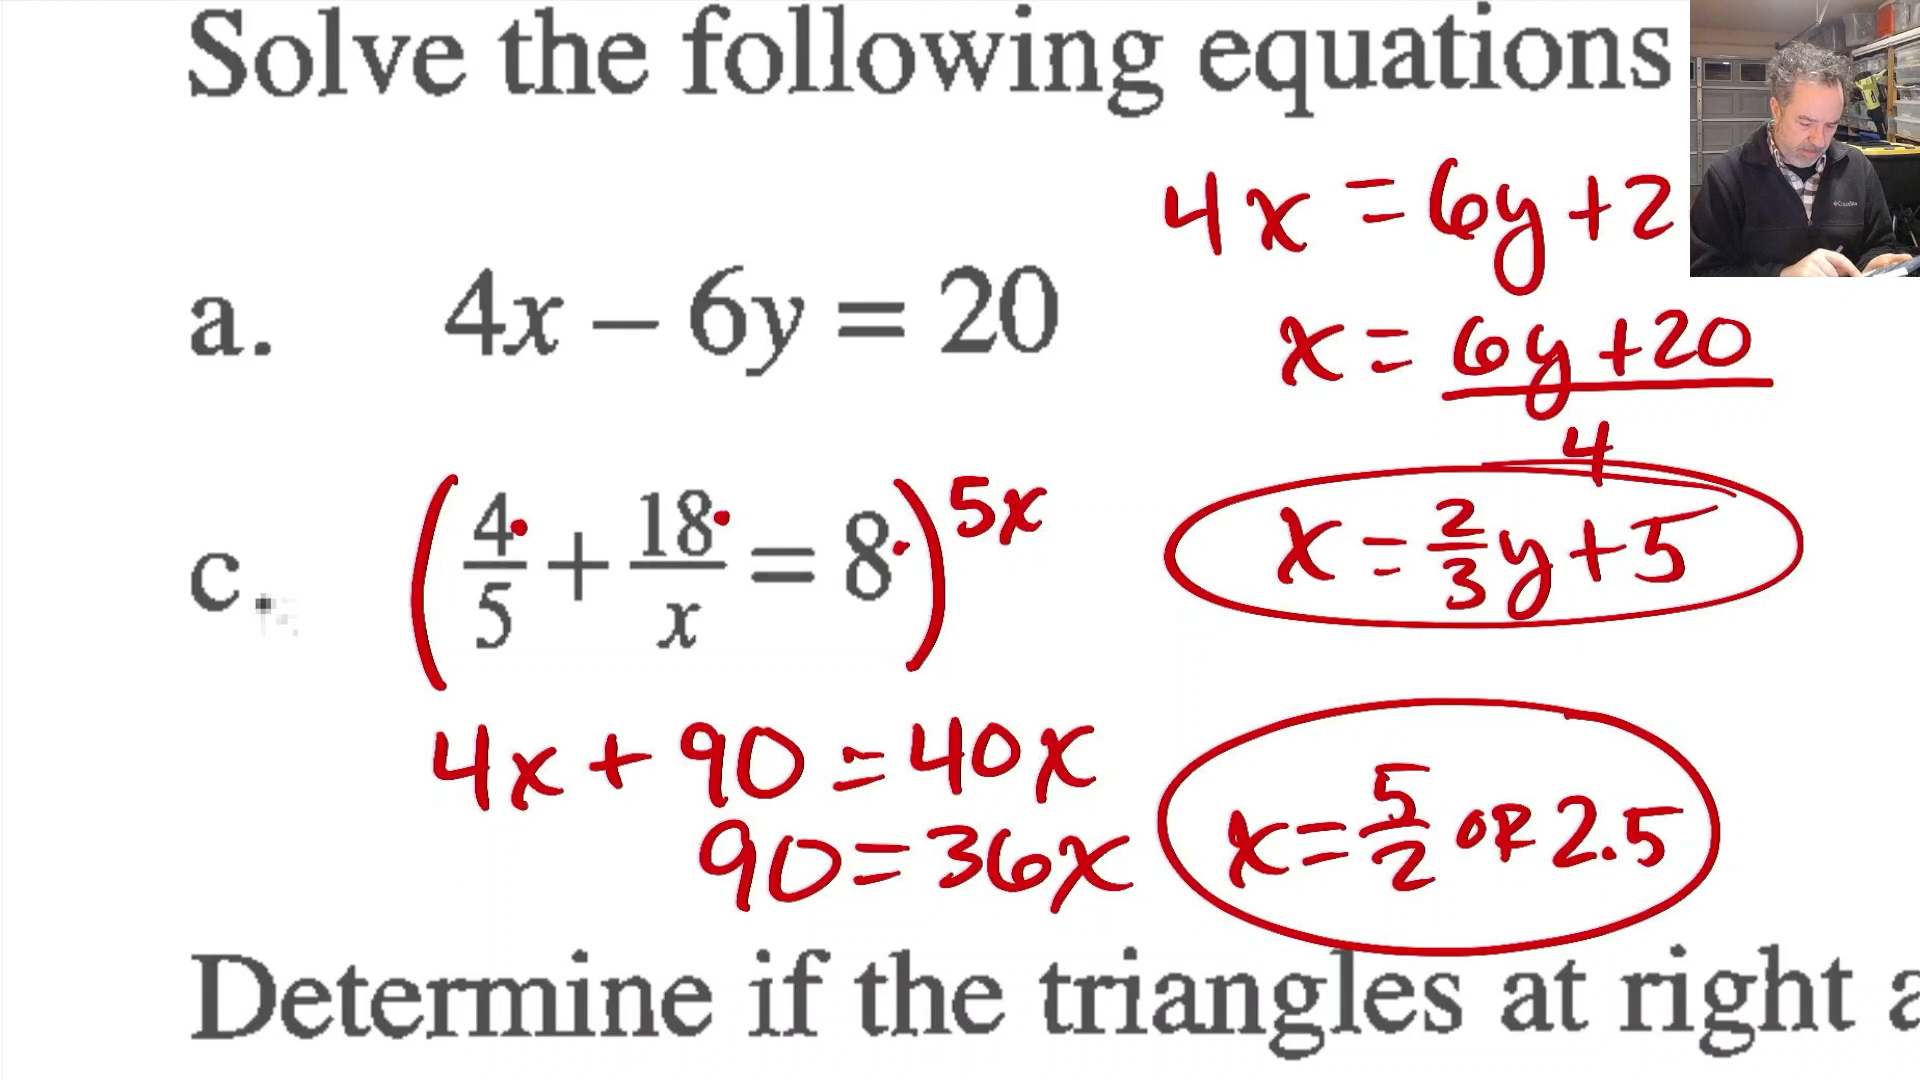 Solve the following equations
4x = 6y + 2
a. 4x – 6y = 20
x = 6y + 20
4
c. ( 4/5 + 18/x = 8 ) 5x
x = 2/3 y + 5
4x + 90 = 40x
90 = 36x
x = 5/2 OR 2.5
Determine if the triangles at right a
Columbia